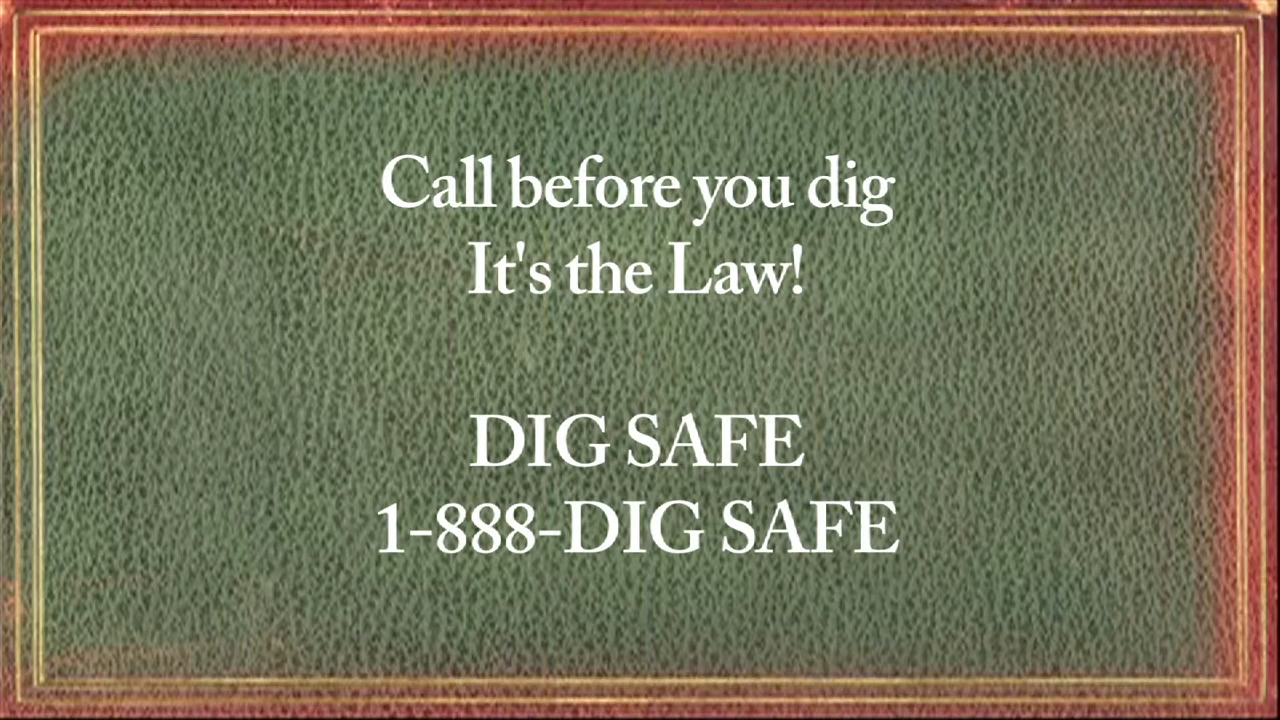 Call before you dig
It's the Law!
DIG SAFE
1-888-DIG SAFE